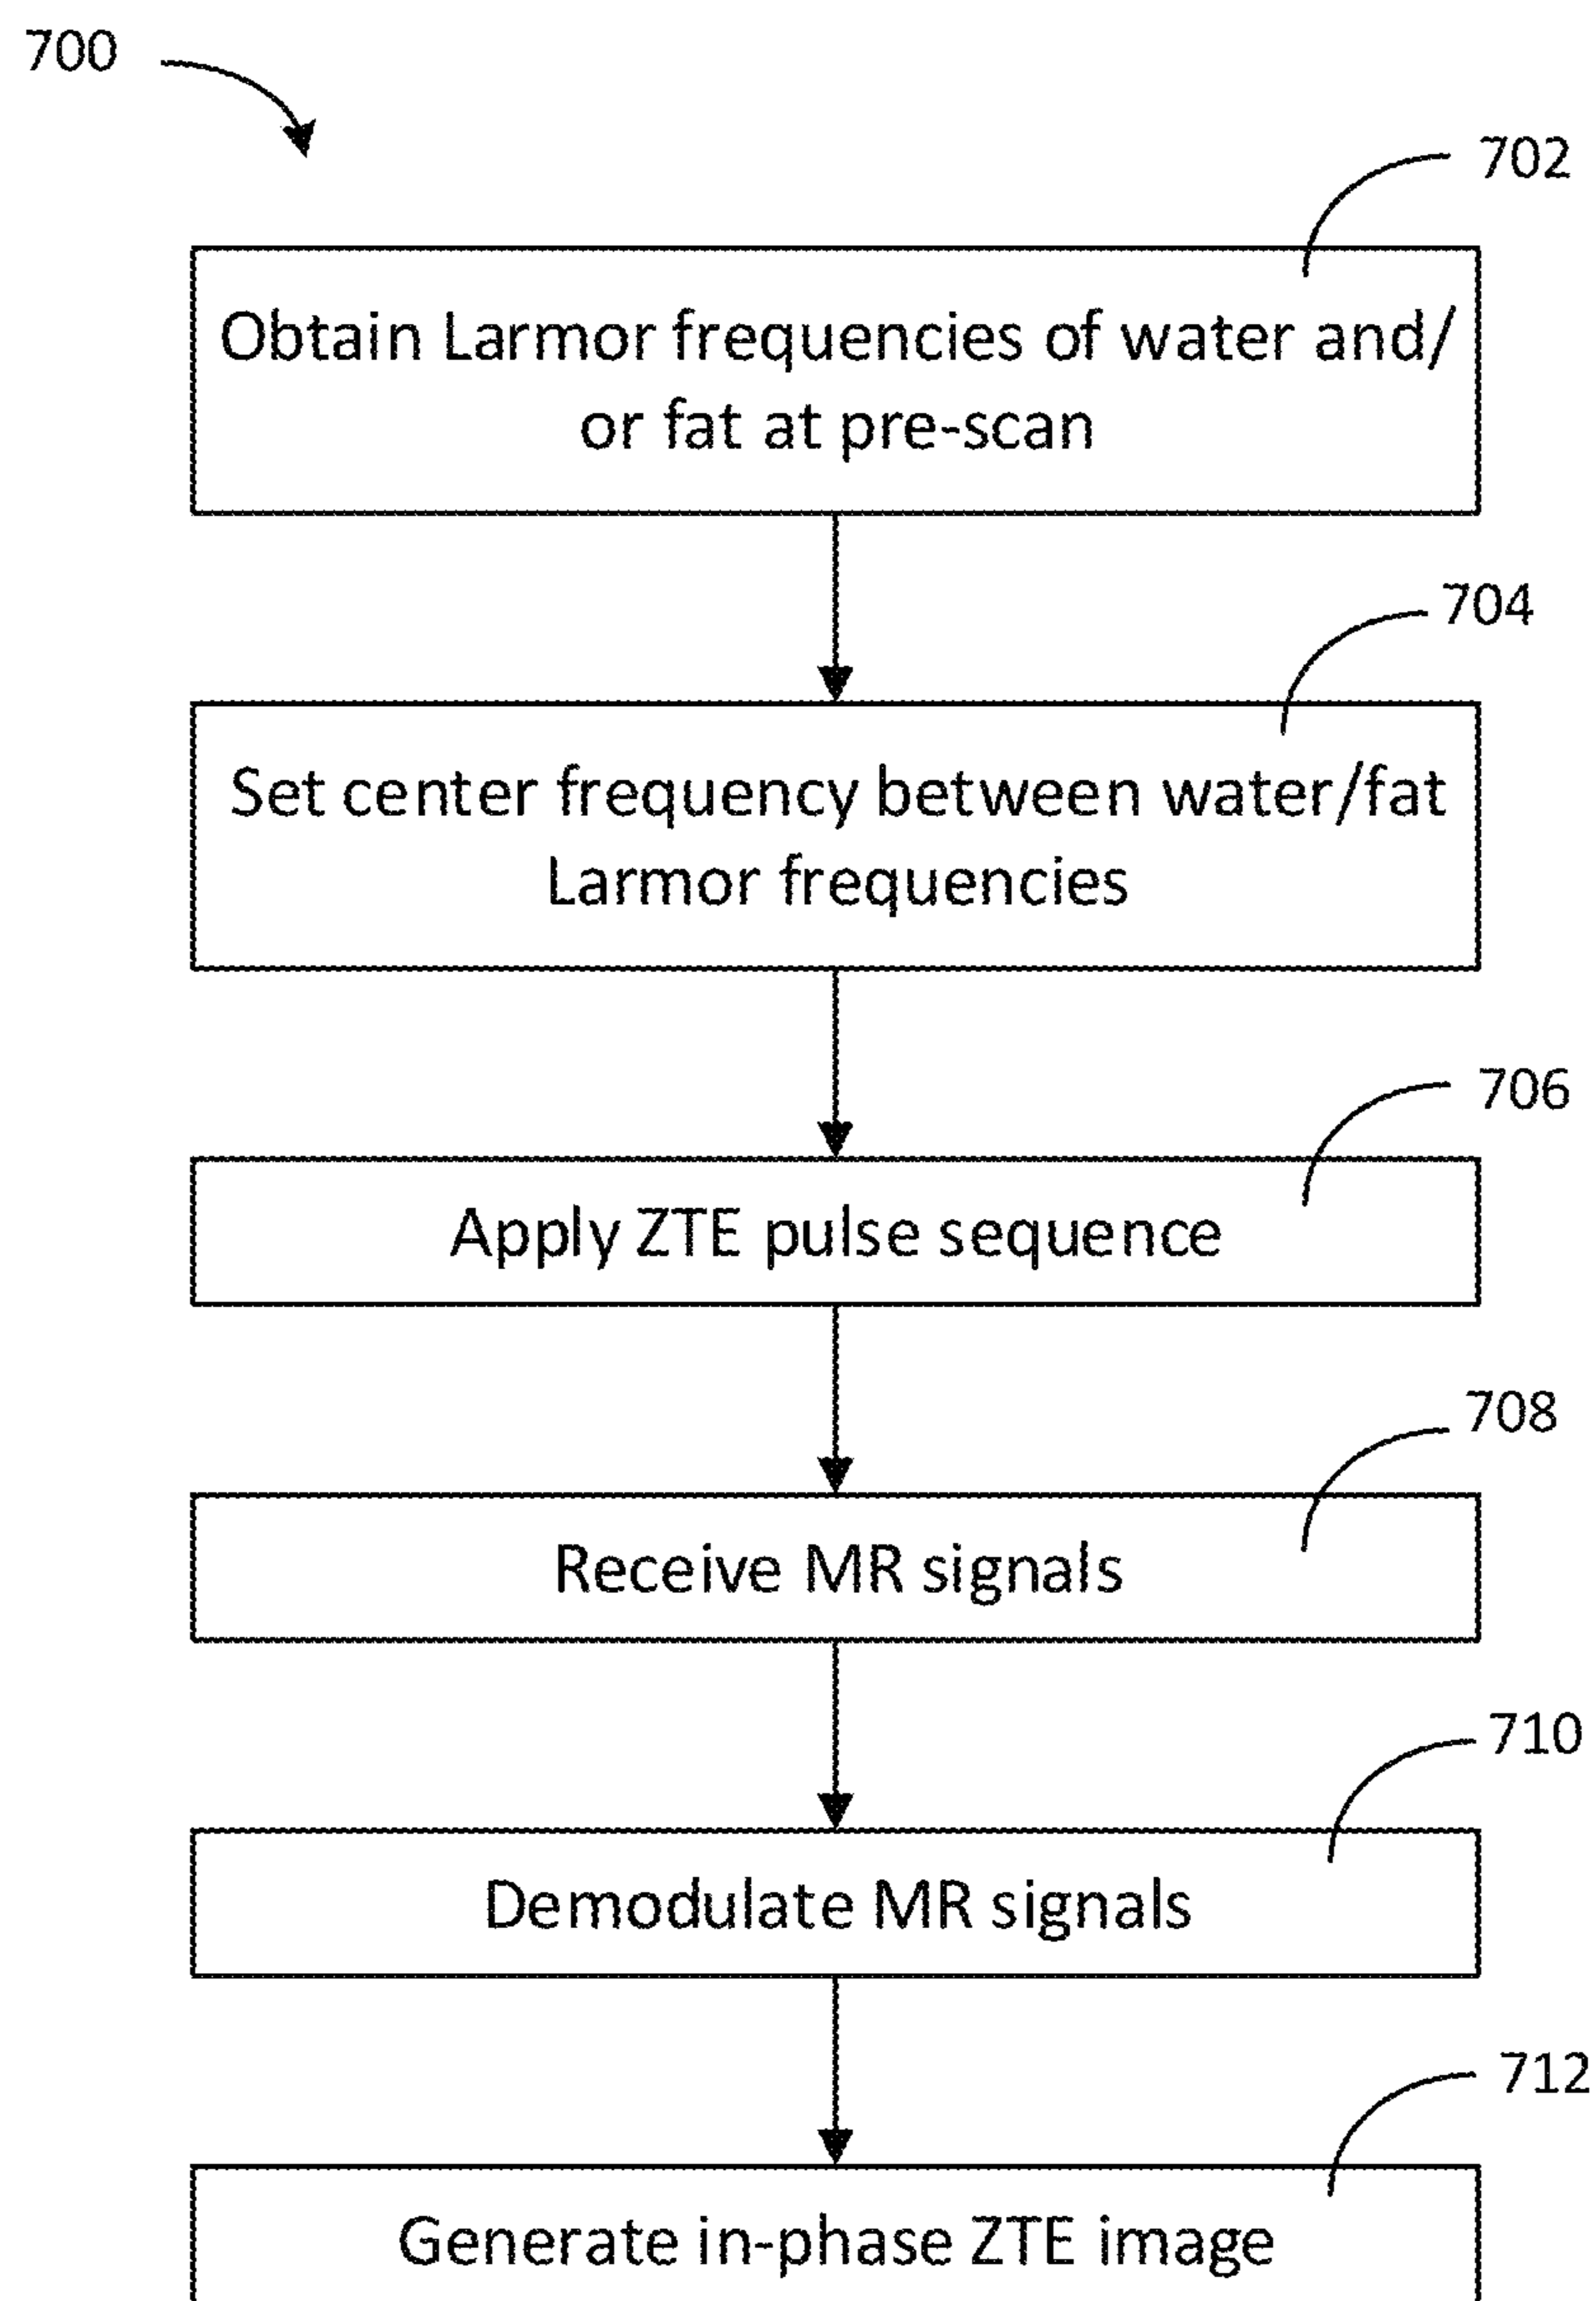 700
702
Obtain Larmor frequencies of water and/
or fat at pre-scan
704
Set center frequency between water/fat
Larmor frequencies
706
Apply ZTE pulse sequence
708
Receive MR signals
710
Demodulate MR signals
712
Generate in-phase ZTE image